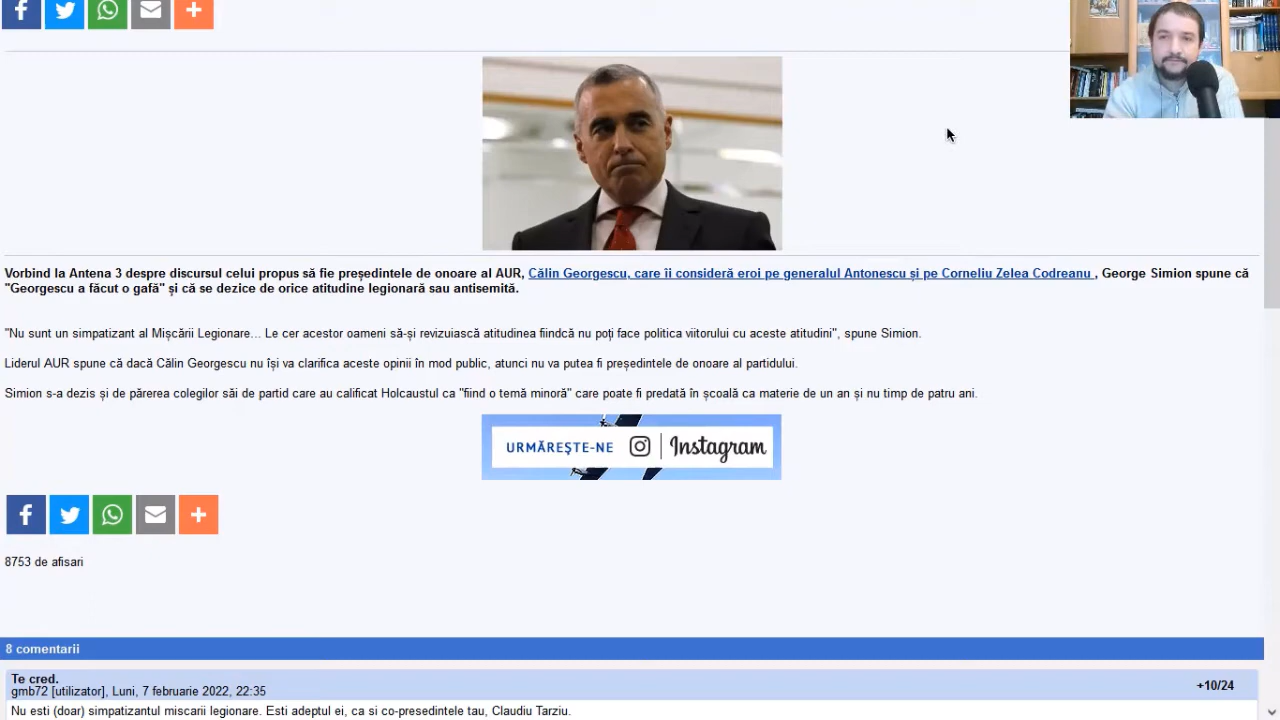 Vorbind la Antena 3 despre discursul celui propus să fie președintele de onoare al AUR, Călin Georgescu, care îi consideră eroi pe generalul Antonescu și pe Corneliu Zelea Codreanu , George Simion spune că
"Georgescu a făcut o gafă" și că se dezice de orice atitudine legionară sau antisemită.
"Nu sunt un simpatizant al Mișcării Legionare... Le cer acestor oameni să-și revizuiască atitudinea fiindcă nu poți face politica viitorului cu aceste atitudini", spune Simion.
Liderul AUR spune că dacă Călin Georgescu nu își va clarifica aceste opinii în mod public, atunci nu va putea fi președintele de onoare al partidului.
Simion s-a dezis și de părerea colegilor săi de partid care au calificat Holcaustul ca "fiind o temă minoră" care poate fi predată în școală ca materie de un an și nu timp de patru ani.
URMĂREȘTE-NE Instagram
8753 de afisari
8 comentarii
Te cred.
gmb72 [utilizator], Luni, 7 februarie 2022, 22:35
+10/24
Nu esti (doar) simpatizantul miscarii legionare. Esti adeptul ei, ca si co-presedintele tau, Claudiu Tarziu.